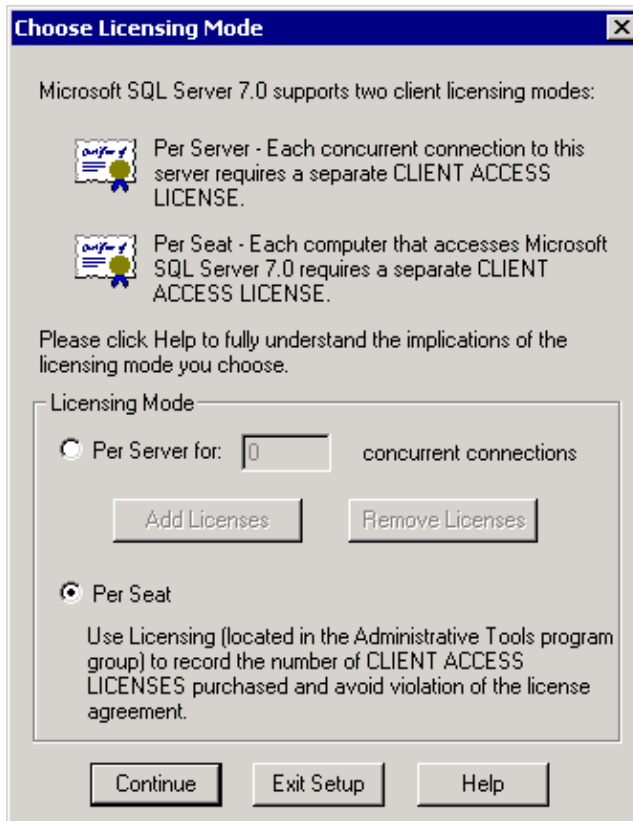 Choose Licensing Mode
Microsoft SQL Server 7.0 supports two client licensing modes:
Per Server - Each concurrent connection to this
server requires a separate CLIENT ACCESS
LICENSE.
Per Seat - Each computer that accesses Microsoft
SQL Server 7.0 requires a separate CLIENT
ACCESS LICENSE.
Please click Help to fully understand the implications of the
licensing mode you choose.
Licensing Mode
Per Server for: 0 concurrent connections
Add Licenses Remove Licenses
Per Seat
Use Licensing (located in the Administrative Tools program
group) to record the number of CLIENT ACCESS
LICENSES purchased and avoid violation of the license
agreement.
Continue Exit Setup Help